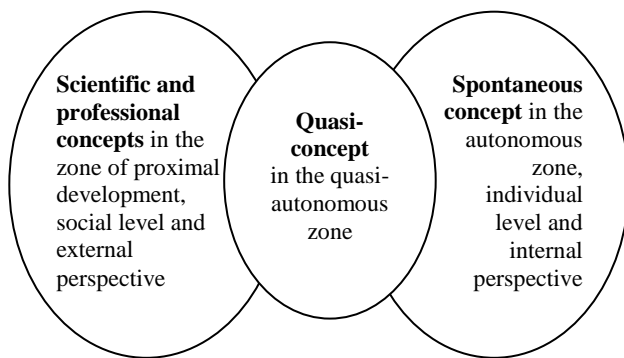 Scientific and
professional
concepts in the
zone of proximal
development,
social level and
external
perspective
Quasi-
concept
in the quasi-
autonomous
zone
Spontaneous
concept in the
autonomous
zone,
individual
level and
internal
perspective